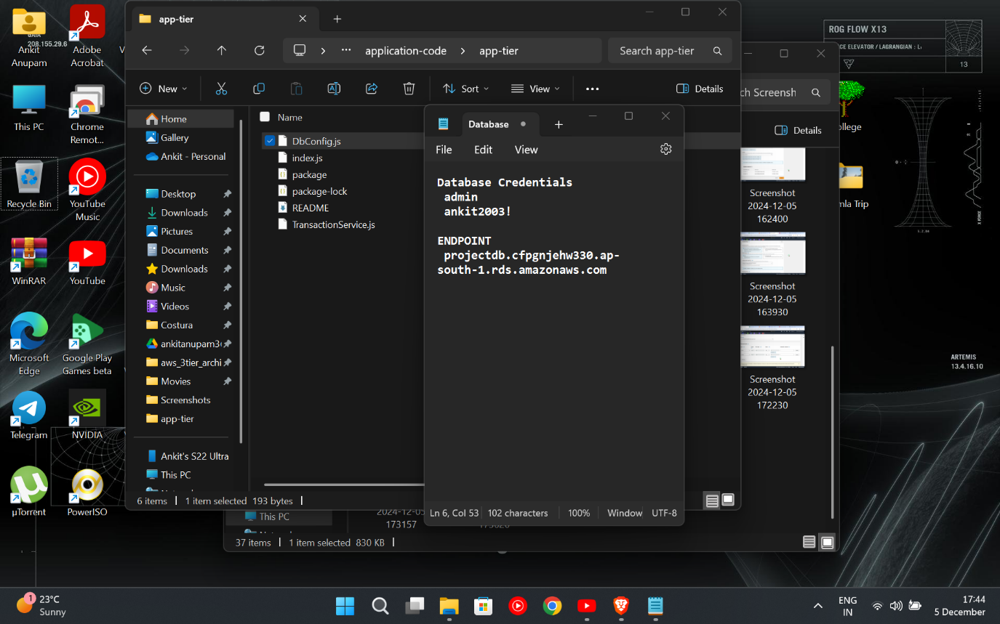 GAIA
208.155.29.6
Ankit
Anupam
Adobe
Acrobat
This PC
Chrome
Remot...
Recycle Bin
YouTube
Music
WinRAR
YouTube
Microsoft
Edge
Google Play
Games beta
Telegram
NVIDIA
µTorrent
PowerISO
app-tier
application-code
app-tier
Search app-tier
New
Sort
View
Details
Home
Gallery
Ankit - Personal
Desktop
Downloads
Pictures
Documents
Downloads
Music
Videos
Costura
ankitanupam3
aws_3tier_archi
Movies
Screenshots
app-tier
Ankit's S22 Ultra
This PC
Name
DbConfig.js
index.js
package
package-lock
README
TransactionService.js
6 items
1 item selected 193 bytes
Database
File
Edit
View
Database Credentials
admin
ankit2003!
ENDPOINT
projectdb.cfpgnjehw330.ap-
south-1.rds.amazonaws.com
Ln 6, Col 53
102 characters
100%
Window
UTF-8
ch Screensh
Details
Screenshot
2024-12-05
162400
Screenshot
2024-12-05
163930
Screenshot
2024-12-05
172230
This PC
2024-12-05
173157
37 items
1 item selected 830 KB
ROG FLOW X13
CE ELEVATOR / LAGRANGIAN : L
13
ollege
mla Trip
ARTEMIS
13.4.16.10
1
23°C
Sunny
ENG
IN
17:44
5 December